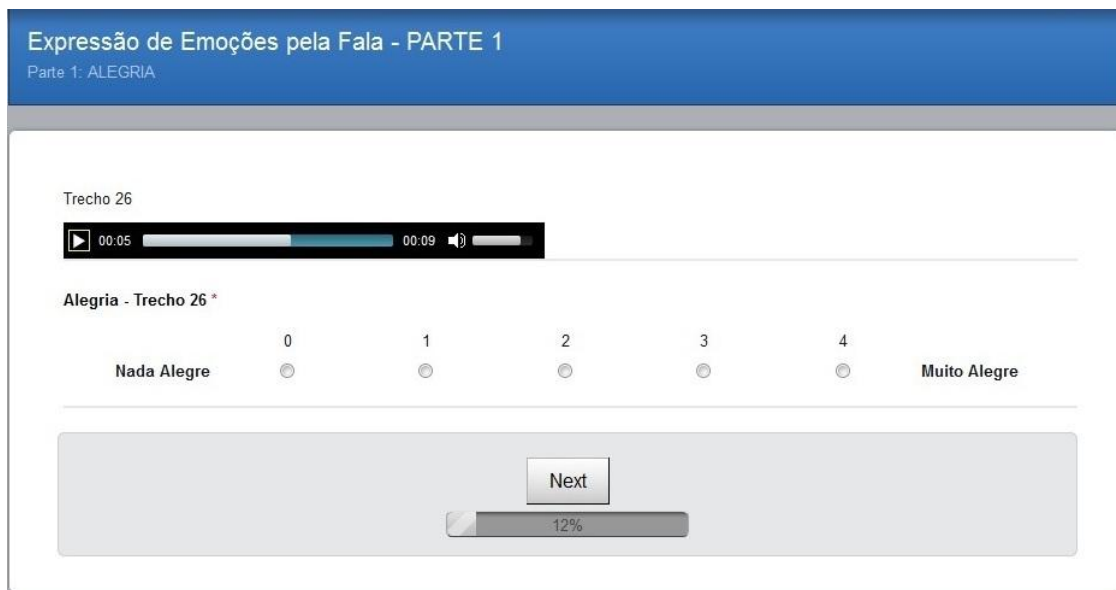 Expressão de Emoções pela Fala - PARTE 1
Parte 1: ALEGRIA
Trecho 26
00:05 00:09
Alegria - Trecho 26 *
0 1 2 3 4
Nada Alegre Muito Alegre
Next
12%